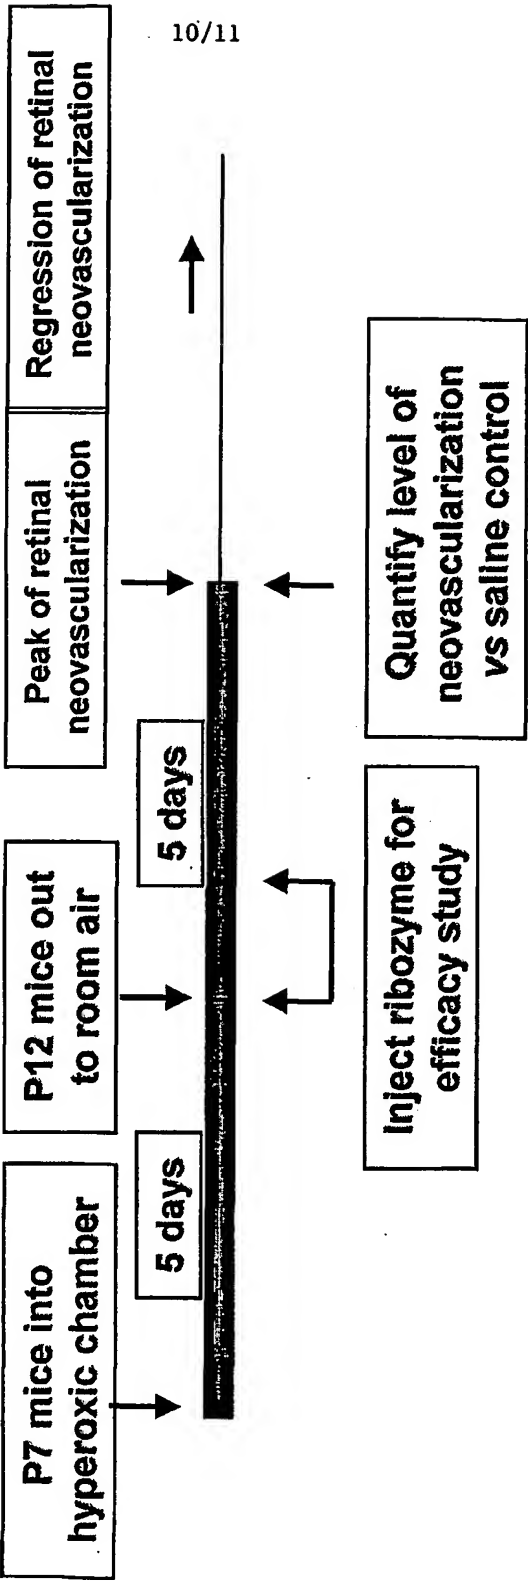 10/11
P7 mice into
hyperoxic chamber
5 days
P12 mice out
to room air
5 days
Peak of retinal
neovascularization
Regression of retinal
neovascularization
Inject ribozyme for
efficacy study
Quantify level of
neovascularization
vs saline control